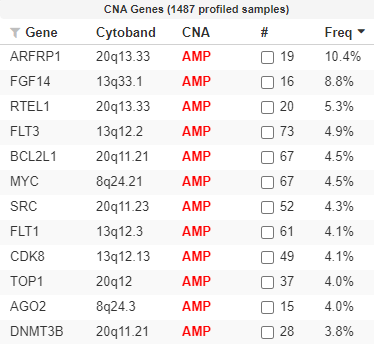 CNA Genes (1487 profiled samples)
Gene Cytoband CNA # Freq
ARFRP1 20q13.33 AMP 19 10.4%
FGF14 13q33.1 AMP 16 8.8%
RTEL1 20q13.33 AMP 20 5.3%
FLT3 13q12.2 AMP 73 4.9%
BCL2L1 20q11.21 AMP 67 4.5%
MYC 8q24.21 AMP 67 4.5%
SRC 20q11.23 AMP 52 4.3%
FLT1 13q12.3 AMP 61 4.1%
CDK8 13q12.13 AMP 49 4.1%
TOP1 20q12 AMP 37 4.0%
AGO2 8q24.3 AMP 15 4.0%
DNMT3B 20q11.21 AMP 28 3.8%